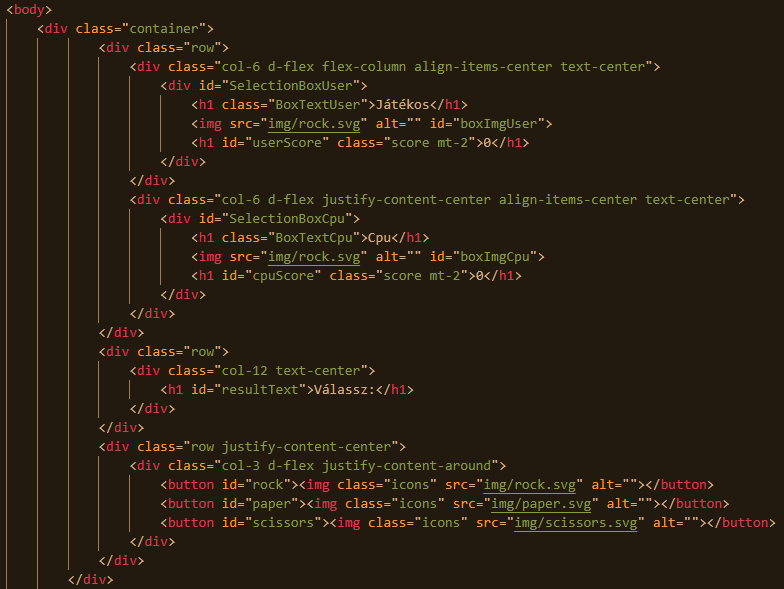 <body>
<div class="container">
<div class="row">
<div class="col-6 d-flex flex-column align-items-center text-center">
<div id="SelectionBoxUser">
<h1 class="BoxTextUser">Játékos</h1>
<img src="img/rock.svg" alt="" id="boxImgUser">
<h1 id="userScore" class="score mt-2">0</h1>
</div>
</div>
<div class="col-6 d-flex justify-content-center align-items-center text-center">
<div id="SelectionBoxCpu">
<h1 class="BoxTextCpu">Cpu</h1>
<img src="img/rock.svg" alt="" id="boxImgCpu">
<h1 id="cpuScore" class="score mt-2">0</h1>
</div>
</div>
</div>
<div class="row">
<div class="col-12 text-center">
<h1 id="resultText">Válassz:</h1>
</div>
</div>
<div class="row justify-content-center">
<div class="col-3 d-flex justify-content-around">
<button id="rock"><img class="icons" src="img/rock.svg" alt=""></button>
<button id="paper"><img class="icons" src="img/paper.svg" alt=""></button>
<button id="scissors"><img class="icons" src="img/scissors.svg" alt=""></button>
</div>
</div>
</div>